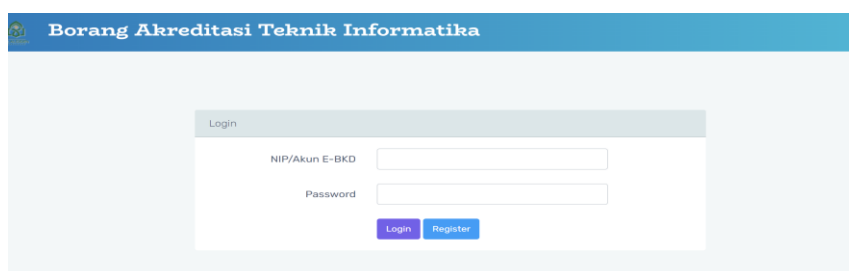 Borang Akreditasi Teknik Informatika
Login
NIP/Akun E-BKD
Password
Login Register